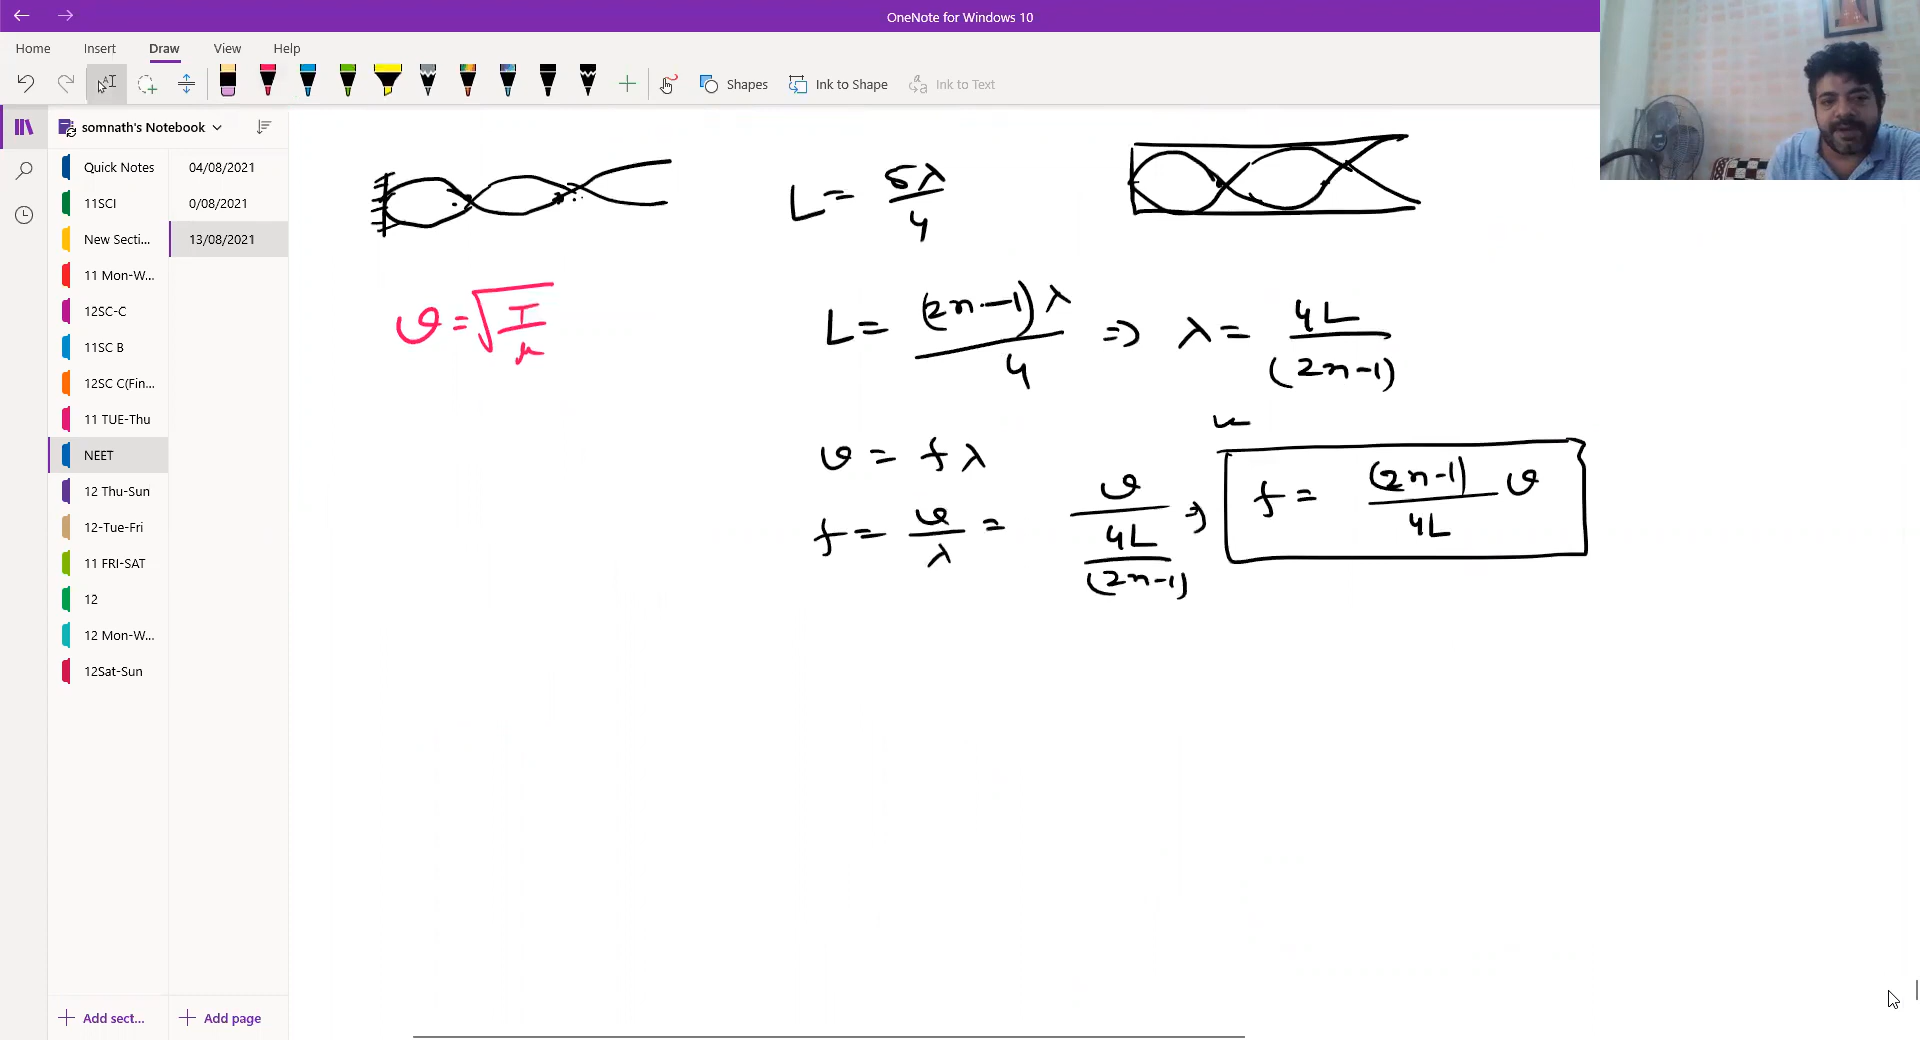 OneNote for Windows 10
Home Insert Draw View Help
Shapes Ink to Shape Ink to Text
somnath's Notebook
Quick Notes
11SCI
New Secti...
11 Mon-W...
12SC-C
11SC B
12SC C(Fin...
11 TUE-Thu
NEET
12 Thu-Sun
12-Tue-Fri
11 FRI-SAT
12
12 Mon-W...
12Sat-Sun
Add sect...
04/08/2021
0/08/2021
13/08/2021
Add page
L = 5λ/4
v = √(T/μ)
L = (2n-1)λ/4 ⇒ λ = 4L/(2n-1)
v = fλ
f = v/λ = v/(4L/(2n-1)) ⇒ f = (2n-1)/4L v